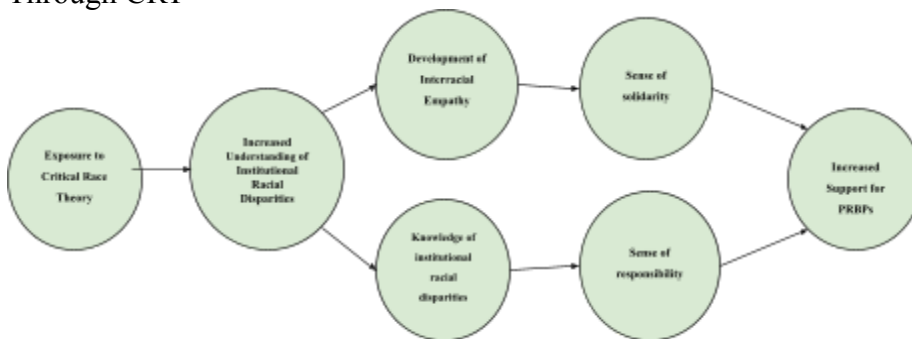 Through CRT
Exposure to
Critical Race
Theory
Increased
Understanding of
Institutional
Racial
Disparities
Development of
Interracial
Empathy
Sense of
solidarity
Knowledge of
institutional
racial
disparities
Sense of
responsibility
Increased
Support for
PRBPs